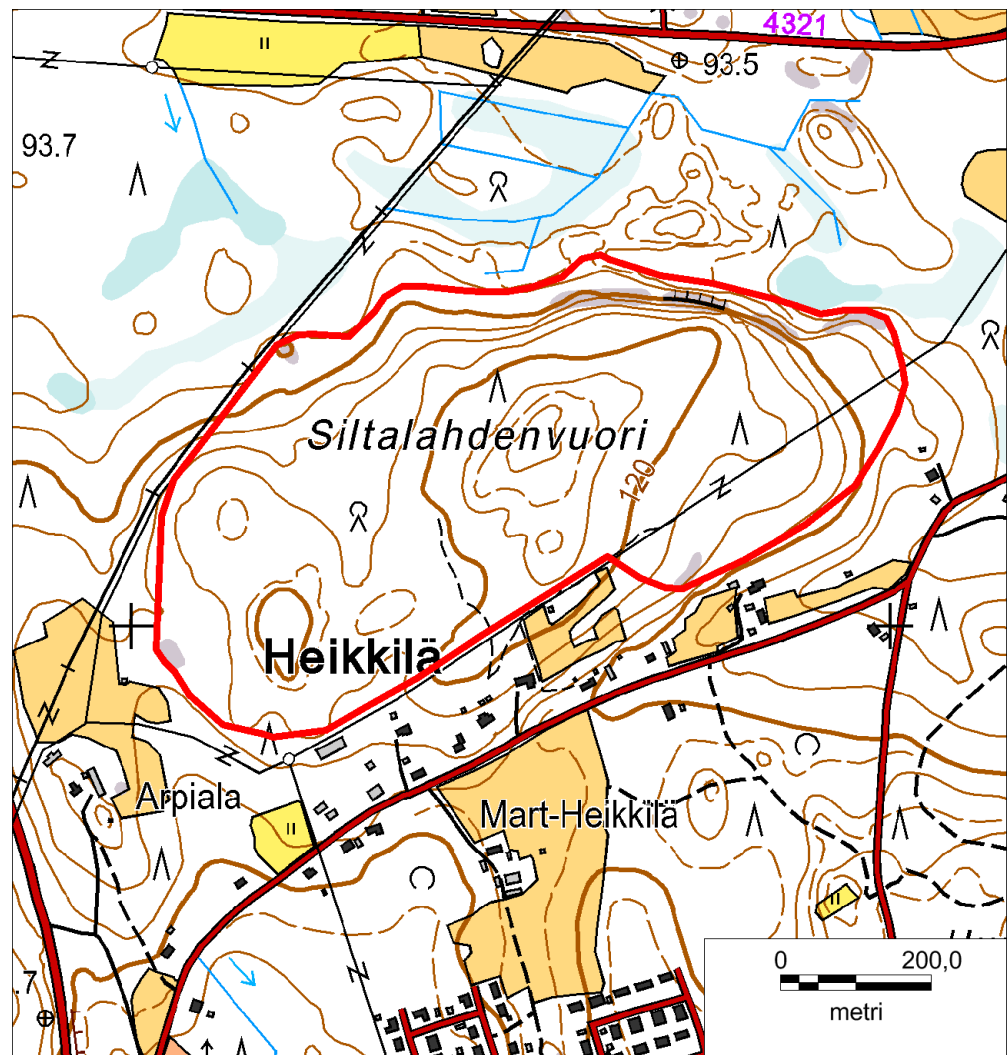 4321
93.5
93.7
Siltalahdenvuori
120
Heikkilä
Arpiala
Mart-Heikkilä
.7
0 200,0
metri